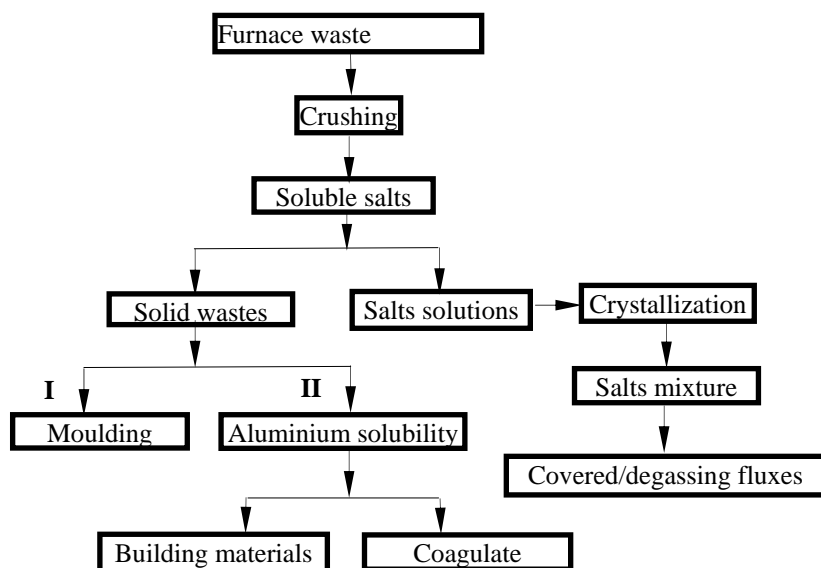 Furnace waste
Crushing
Soluble salts
Solid wastes
Salts solutions
Crystallization
I
II
Salts mixture
Moulding
Aluminium solubility
Covered/degassing fluxes
Building materials
Coagulate